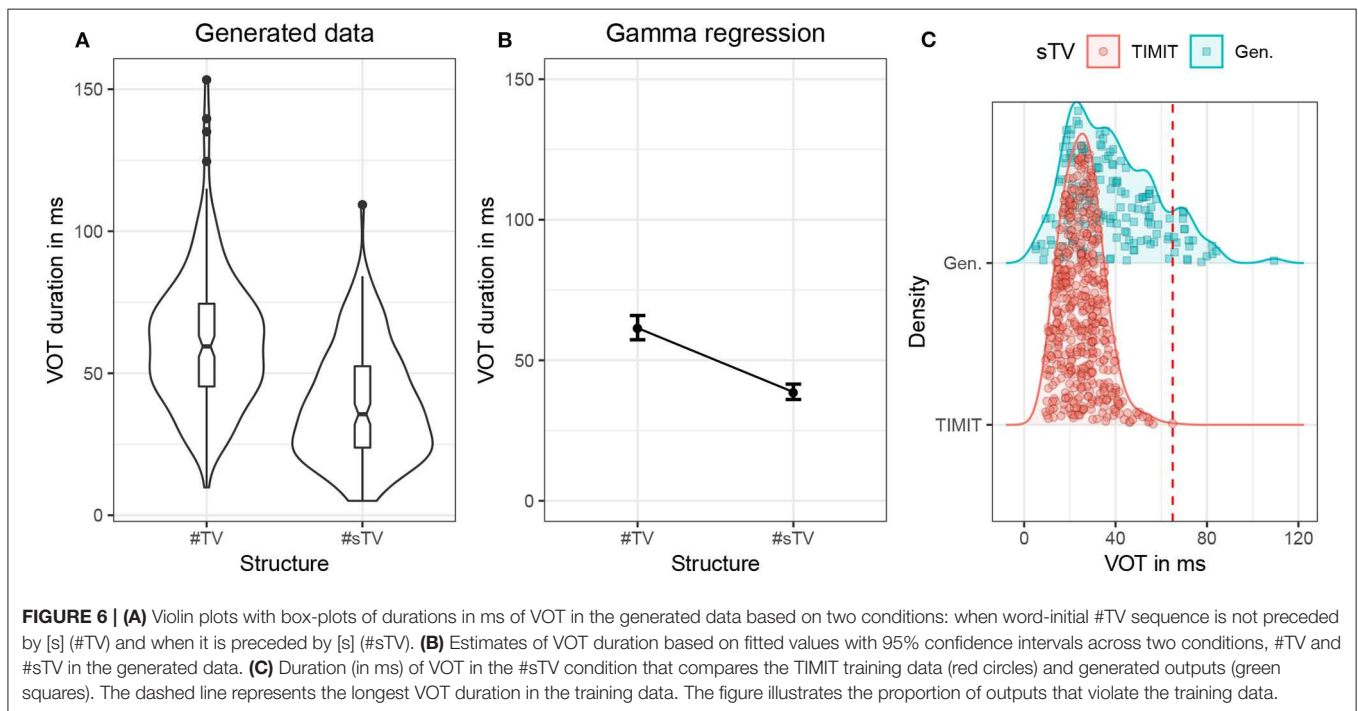 A
Generated data
150
100
50
0
VOT duration in ms
#TV
#sTV
Structure
B
Gamma regression
150
100
50
0
VOT duration in ms
#TV
#sTV
Structure
C
sTV TIMIT Gen.
Density
Gen.
TIMIT
0 40 80 120
VOT in ms
FIGURE 6 | (A) Violin plots with box-plots of durations in ms of VOT in the generated data based on two conditions: when word-initial #TV sequence is not preceded
by [s] (#TV) and when it is preceded by [s] (#sTV). (B) Estimates of VOT duration based on fitted values with 95% confidence intervals across two conditions, #TV and
#sTV in the generated data. (C) Duration (in ms) of VOT in the #sTV condition that compares the TIMIT training data (red circles) and generated outputs (green
squares). The dashed line represents the longest VOT duration in the training data. The figure illustrates the proportion of outputs that violate the training data.